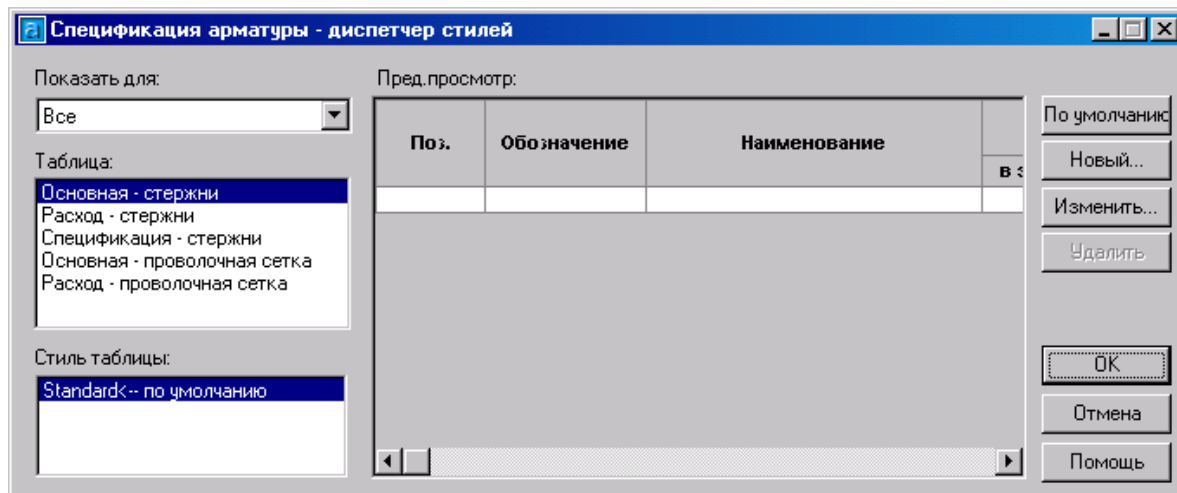 Спецификация арматуры - диспетчер стилей
Показать для:
Все
Таблица:
Основная - стержни
Расход - стержни
Спецификация - стержни
Основная - проволочная сетка
Расход - проволочная сетка
Стиль таблицы:
Standard<-- по умолчанию
Пред.просмотр:
Поз.
Обозначение
Наименование
По умолчанию
Новый...
Изменить...
Удалить
OK
Отмена
Помощь